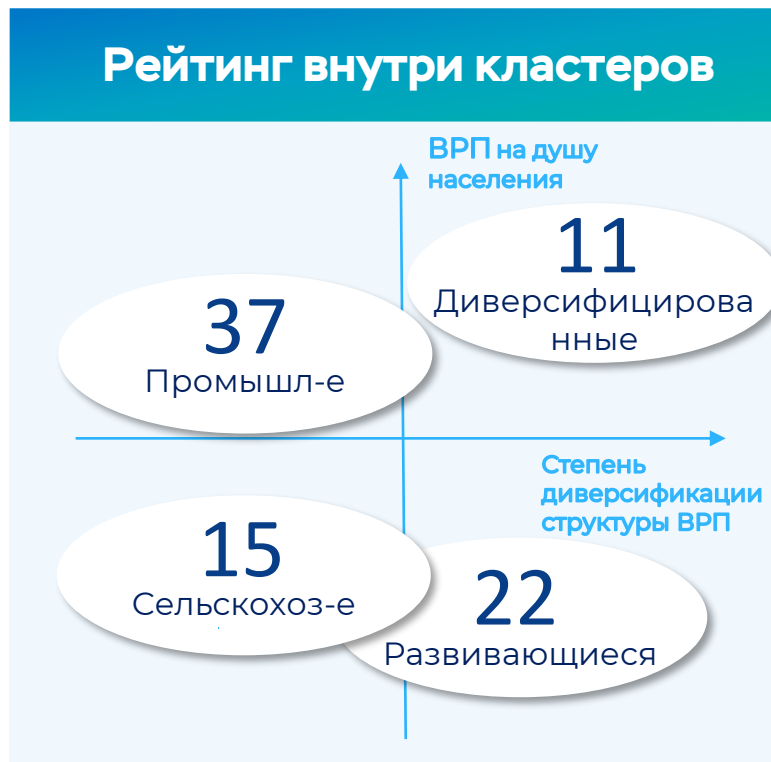 Рейтинг внутри кластеров
ВРП на душу
населения
11
Диверсифицирова
нные
37
Промышл-е
Степень
диверсификации
структуры ВРП
15
Сельскохоз-е
22
Развивающиеся